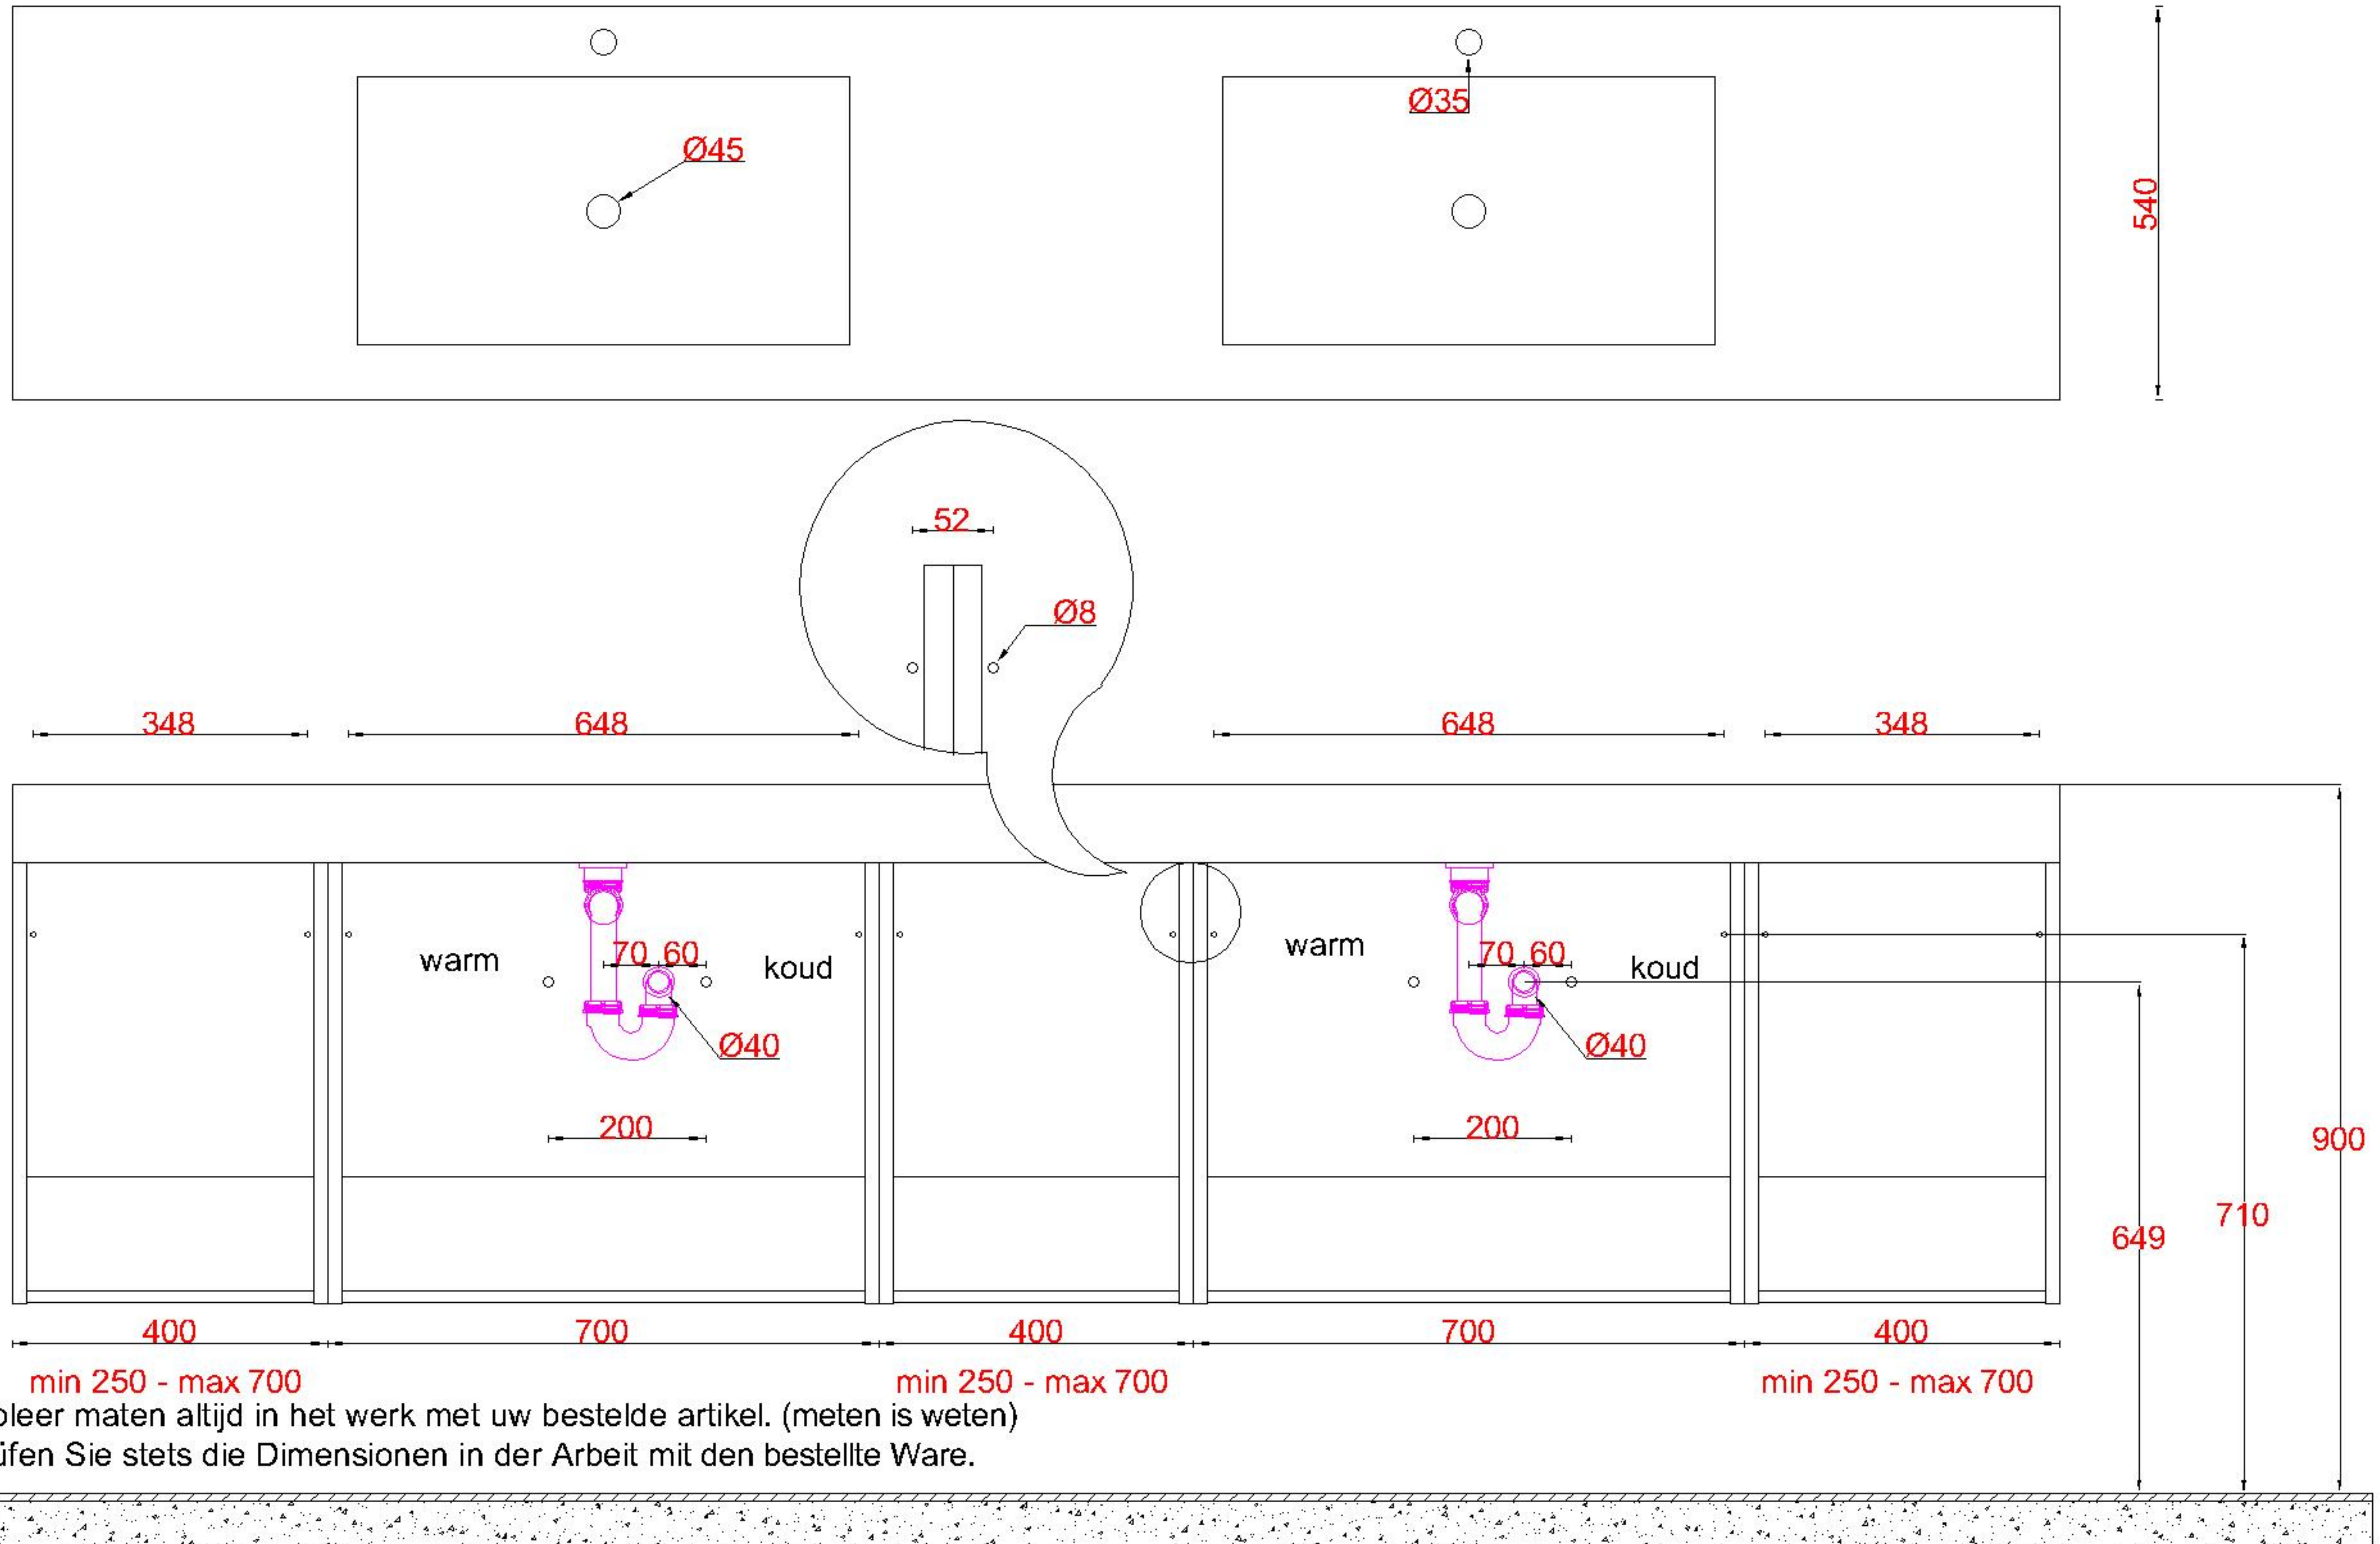 Ø35
Ø45
540
52
Ø8
348
648
648
348
warm
70
60
koud
warm
70
60
koud
Ø40
Ø40
200
200
900
710
649
400
700
400
700
400
min 250 - max 700
min 250 - max 700
min 250 - max 700
maten altijd in het werk met uw bestelde artikel. (meten is weten)
Sie stets die Dimensionen in der Arbeit mit den bestellte Ware.